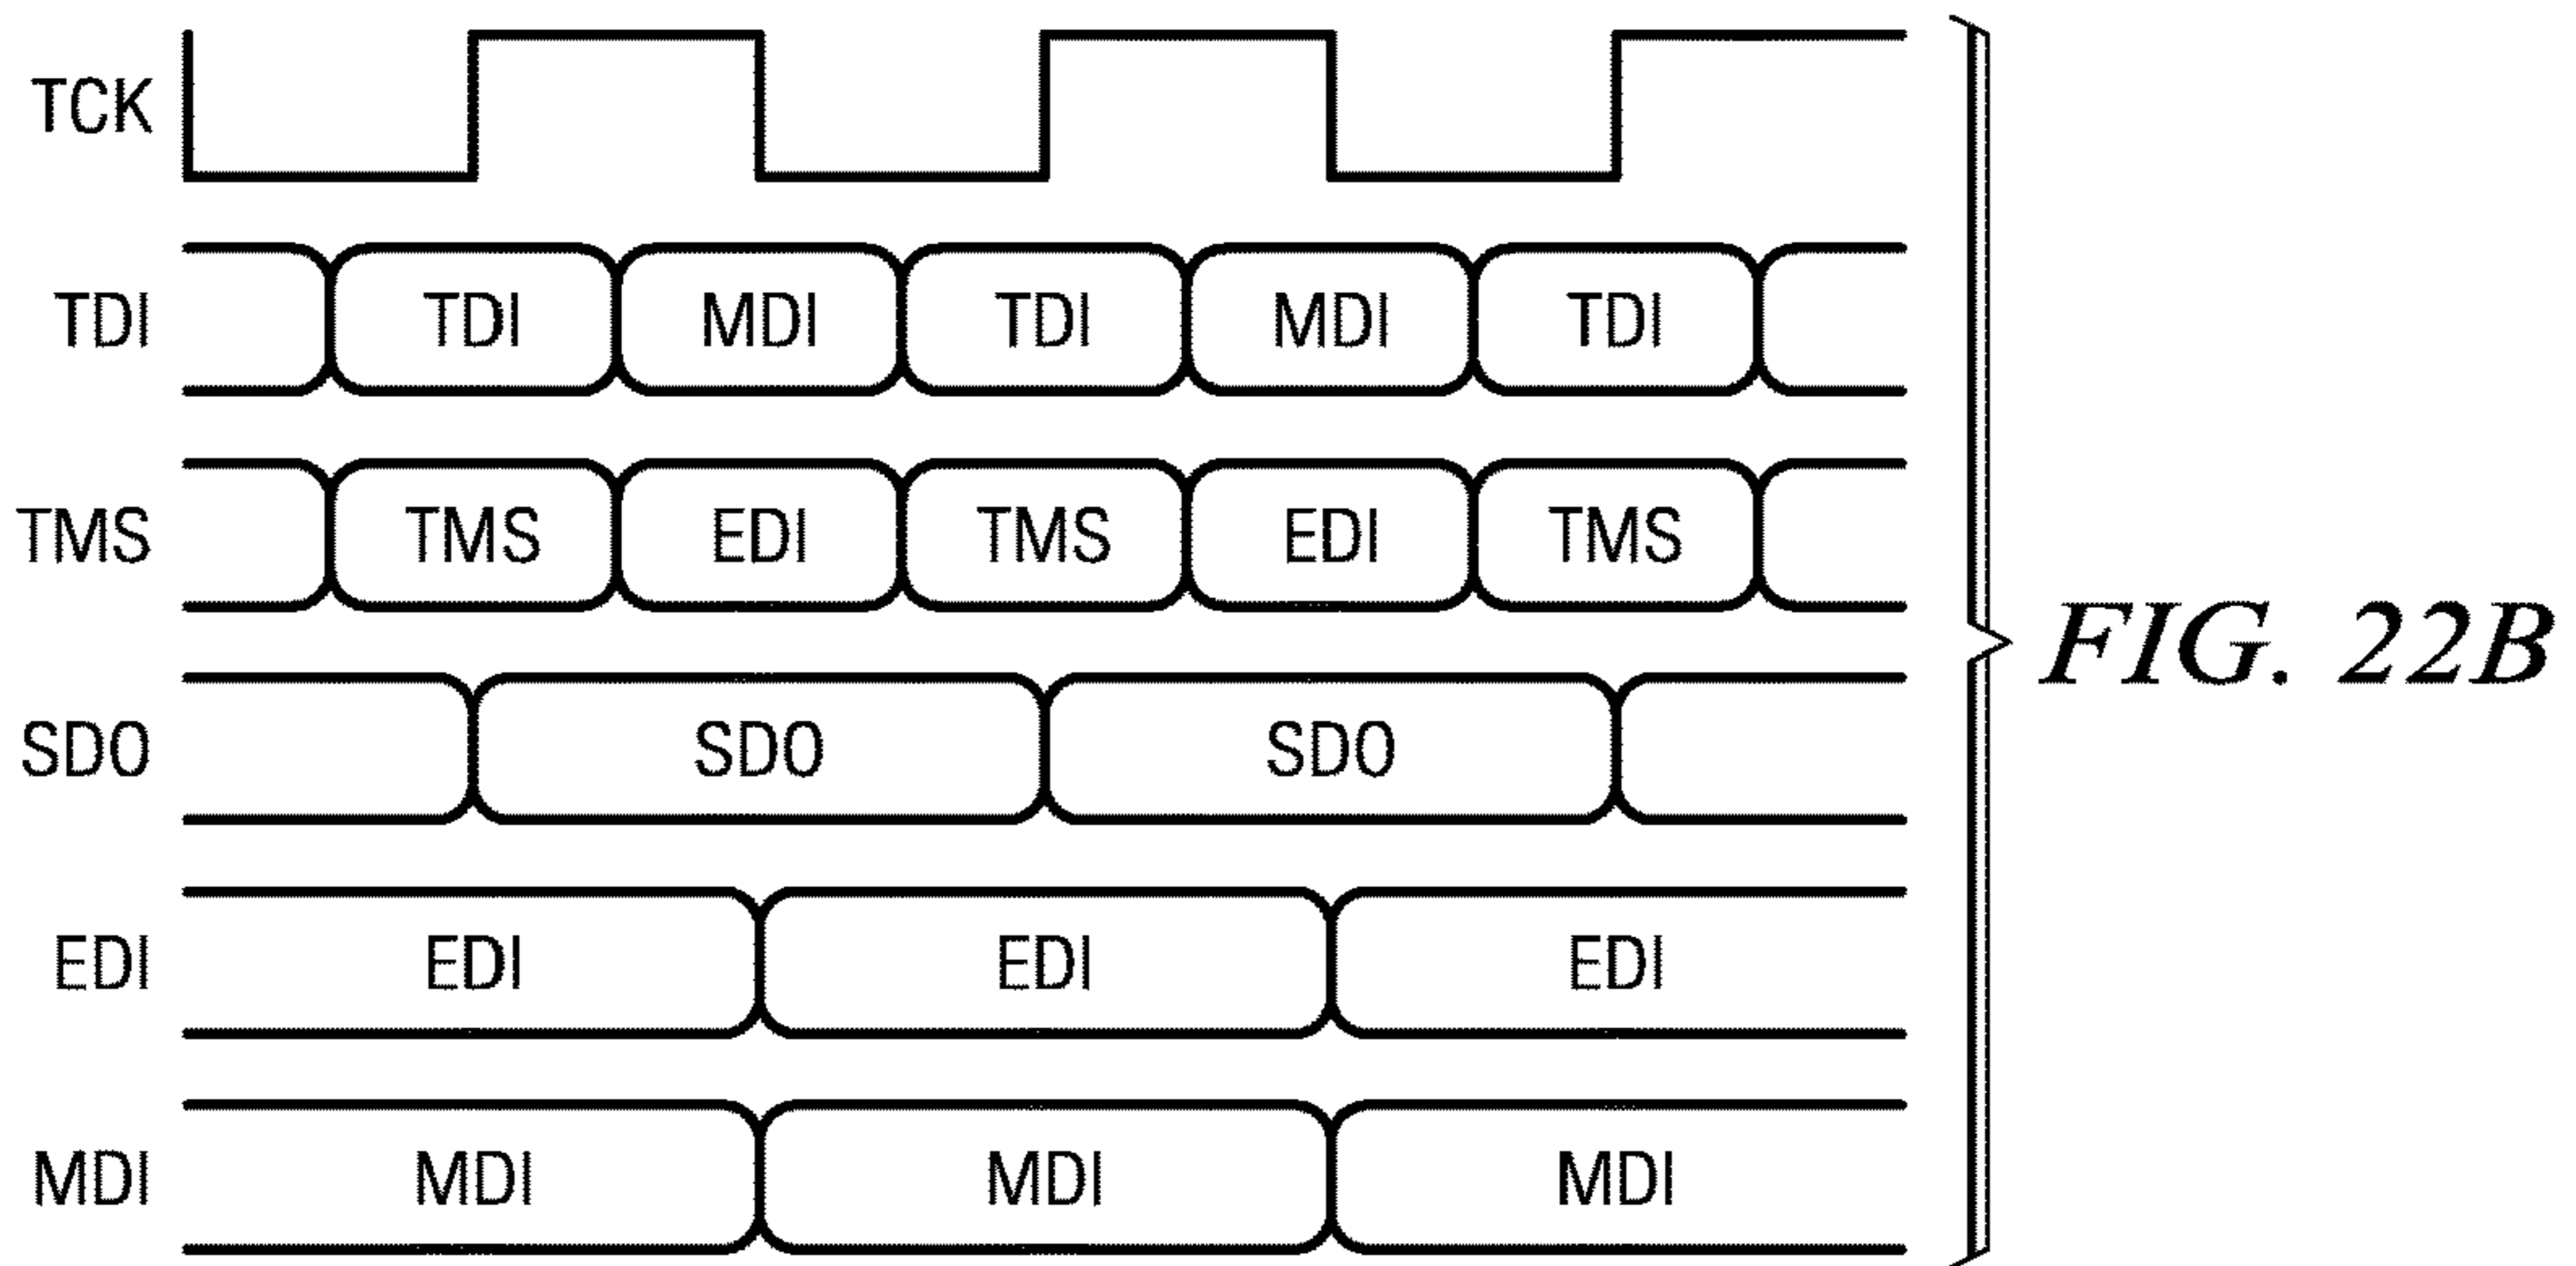 TCK
TDI TDI MDI TDI MDI TDI
TMS TMS EDI TMS EDI TMS
SDO SDO SDO
EDI EDI EDI EDI
MDI MDI MDI MDI
FIG. 22B